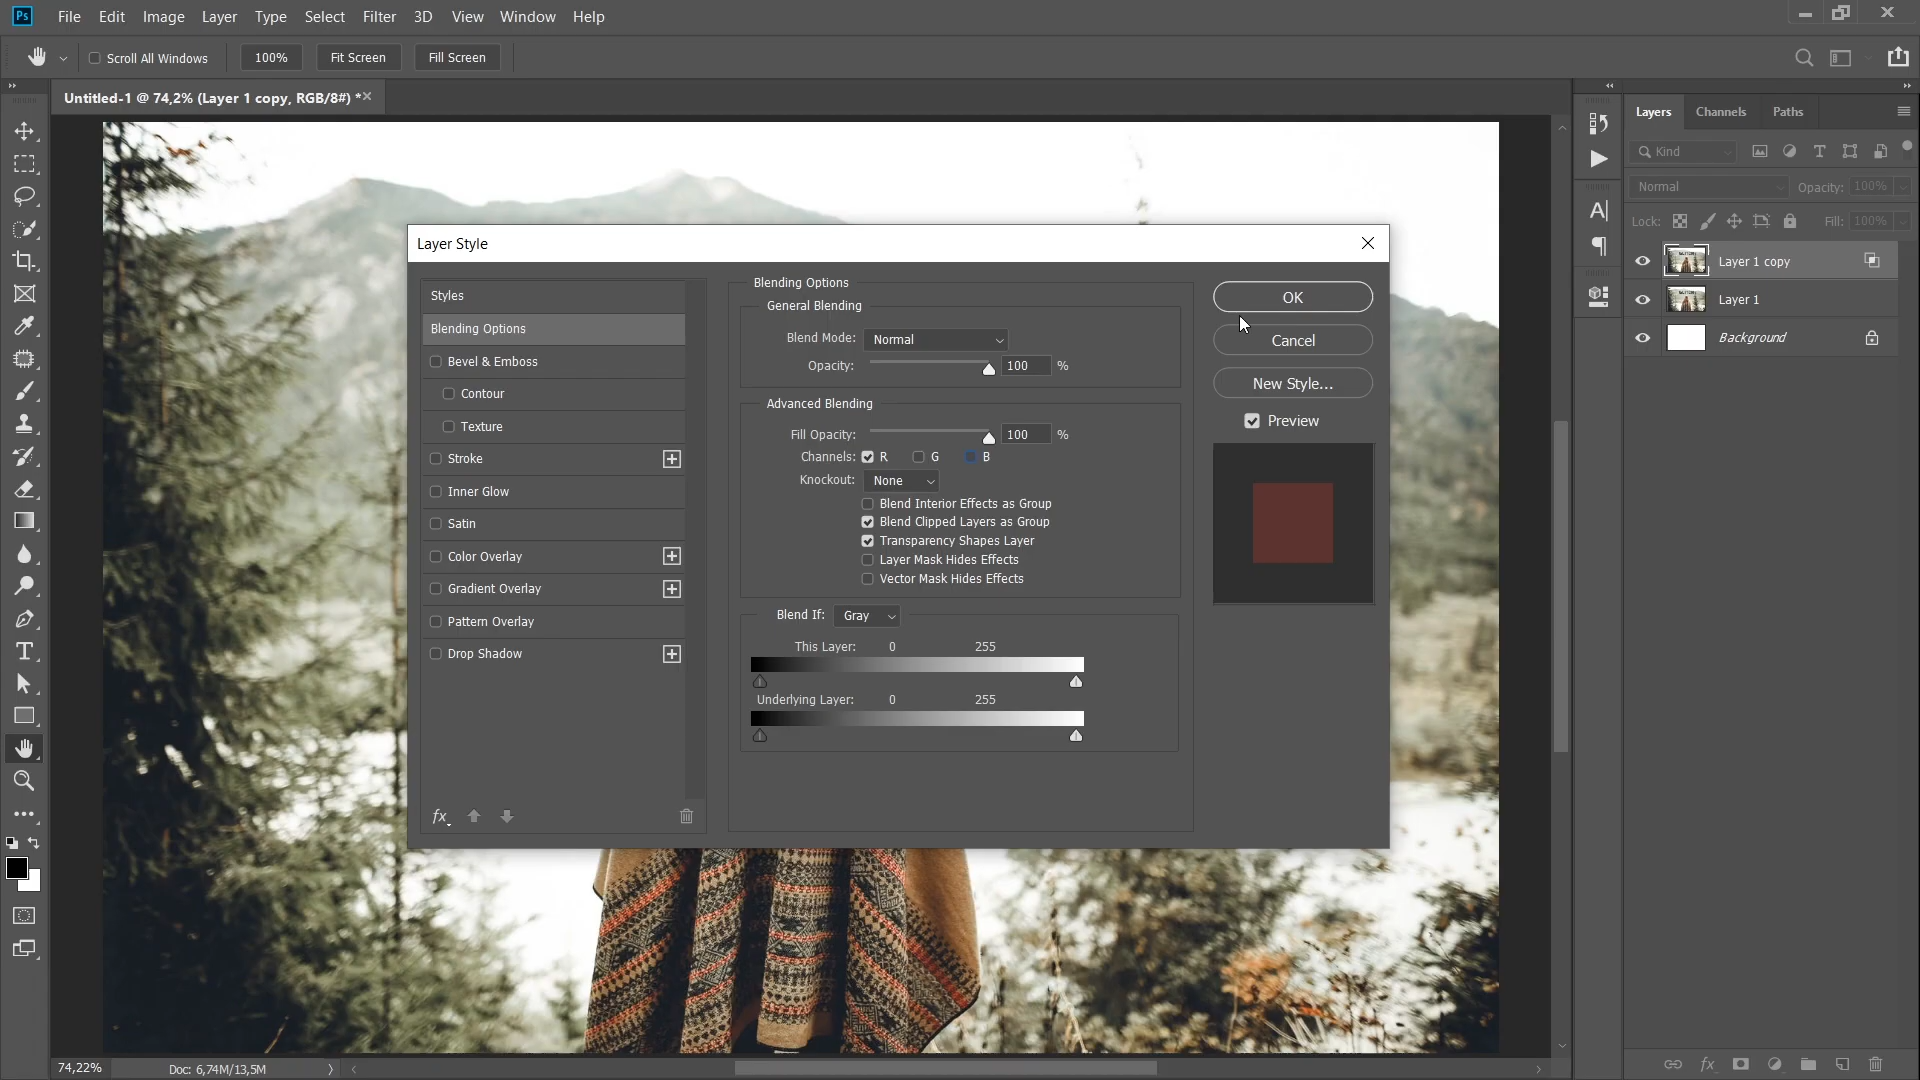 Ps File Edit Image Layer Type Select Filter 3D View Window Help
Scroll All Windows 100% Fit Screen Fill Screen
Untitled-1 @ 74,2% (Layer 1 copy, RGB/8#) *
Layers Channels Paths
Kind
Normal Opacity: 100%
Lock: Fill: 100%
Layer 1 copy
Layer 1
Background
Layer Style
Styles
Blending Options
Bevel & Emboss
Contour
Texture
Stroke
Inner Glow
Satin
Color Overlay
Gradient Overlay
Pattern Overlay
Drop Shadow
fx
Blending Options
General Blending
Blend Mode: Normal
Opacity: 100 %
Advanced Blending
Fill Opacity: 100 %
Channels: R G B
Knockout: None
Blend Interior Effects as Group
Blend Clipped Layers as Group
Transparency Shapes Layer
Layer Mask Hides Effects
Vector Mask Hides Effects
Blend If: Gray
This Layer: 0 255
Underlying Layer: 0 255
OK
Cancel
New Style...
Preview
74,22% Doc: 6,74M/13,5M
fx